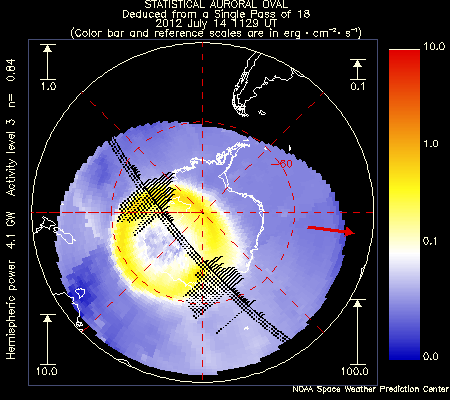 STATISTICAL AURORAL OVAL
Deduced from a Single Pass of 18
2012 July 14 1129 UT
(Color bar and reference scales are in erg·cm⁻²·s⁻¹)
1.0
0.1
10.0
1.0
0.1
0.0
-60
10.0
100.0
Hemispheric power 4.1 GW Activity level 3 n= 0.84
NOAA Space Weather Prediction Center